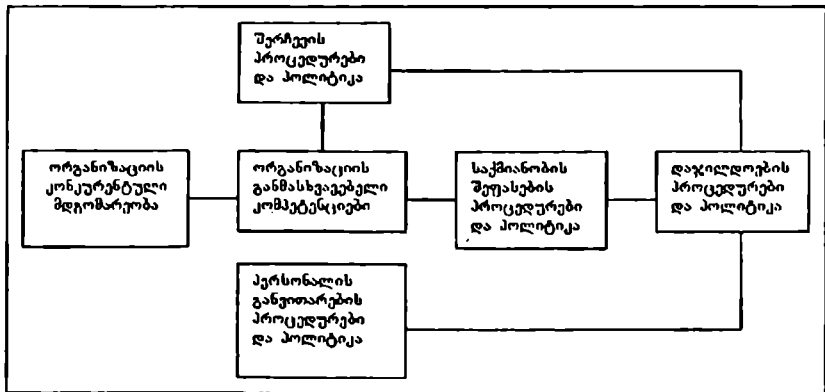 შერჩევის
პროცედურები
და პოლიტიკა
ორგანიზაციის
კონკურენტული
მდგომარეობა
ორგანიზაციის
განმასხვავებელი
კომპეტენციები
საქმიანობის
შეფასების
პროცედურები
და პოლიტიკა
დაჯილდოების
პროცედურები
და პოლიტიკა
პერსონალის
განვითარების
პროცედურები
და პოლიტიკა